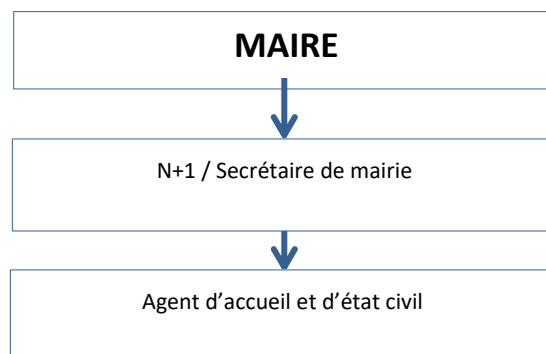 MAIRE
N+1 / Secrétaire de mairie
Agent d’accueil et d’état civil